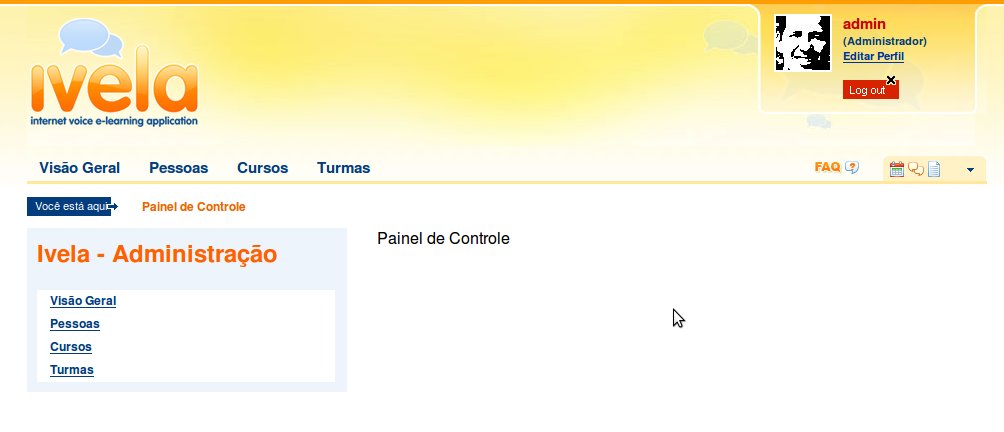 ivela
internet voice e-learning application
admin
(Administrador)
Editar Perfil
Log out
Visão Geral Pessoas Cursos Turmas FAQ ?
Você está aqui Painel de Controle
Ivela - Administração
Painel de Controle
Visão Geral
Pessoas
Cursos
Turmas